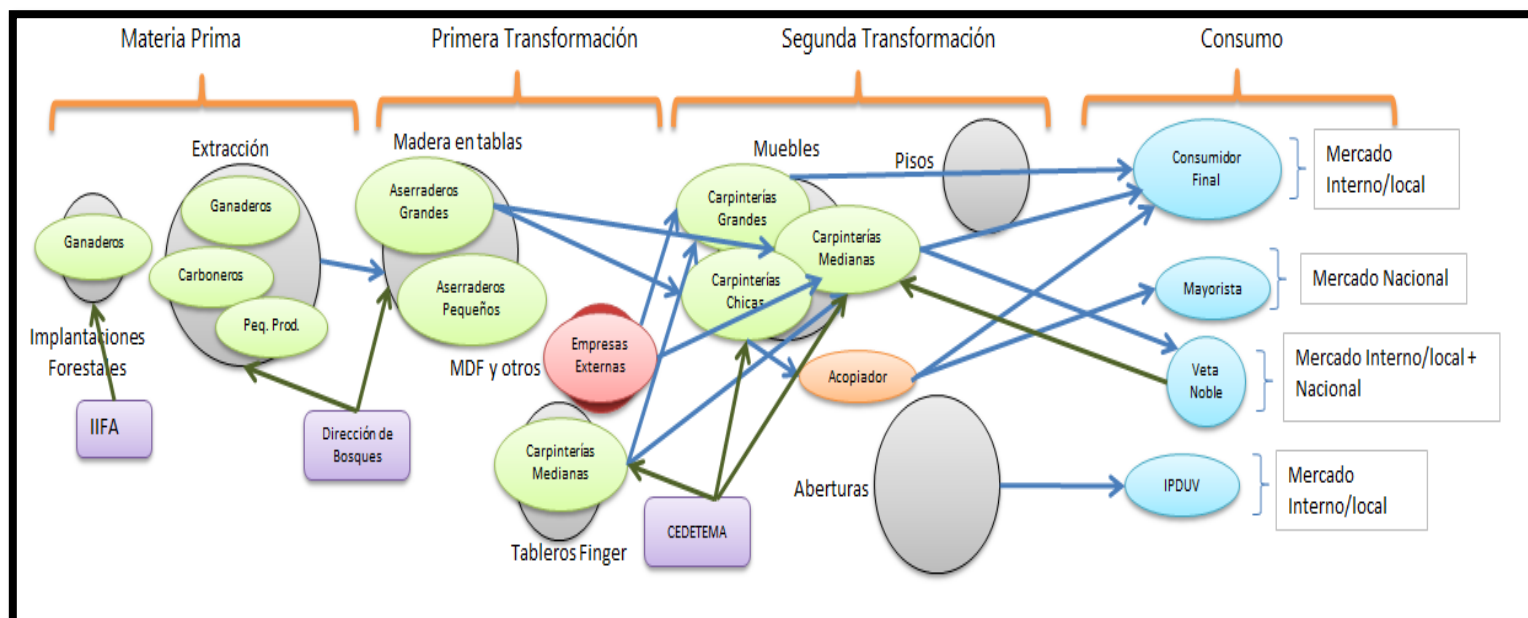 Materia Prima
Primera Transformación
Segunda Transformación
Consumo
Extracción
Ganaderos
Ganaderos
Carboneros
Peq. Prod.
Implantaciones
Forestales
IIFA
Dirección de
Bosques
Madera en tablas
Aserraderos
Grandes
Aserraderos
Pequeños
MDF y otros
Empresas
Externas
Carpinterías
Medianas
Tableros Finger
CEDETEMA
Muebles
Carpinterías
Grandes
Carpinterías
Medianas
Carpinterías
Chicas
Pisos
Acopiador
Aberturas
Consumidor
Final
Mercado
Interno/local
Mayorista
Mercado Nacional
Veta
Noble
Mercado Interno/local +
Nacional
IPDUV
Mercado
Interno/local